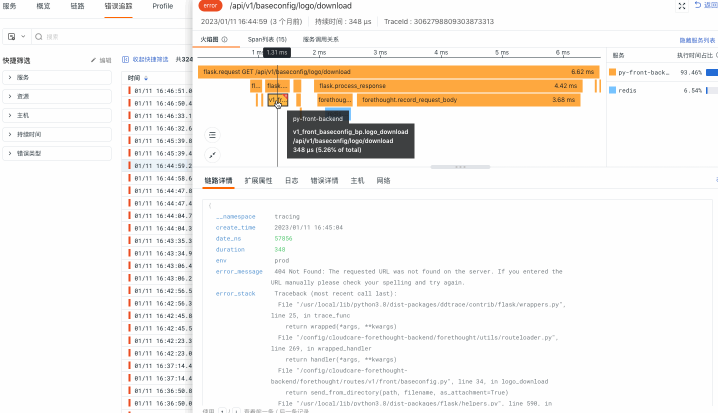 服务 概览 链路 错误追踪 Profile
搜索
快捷筛选 编辑
服务
资源
主机
持续时间
错误类型
收起快捷筛选 共324
时间
01/11 16:46:51.0
01/11 16:46:50.4
01/11 16:46:33.1
01/11 16:46:32.6
01/11 16:45:39.8
01/11 16:45:39.4
01/11 16:44:59.2
01/11 16:44:58.6
01/11 16:44:47.8
01/11 16:44:47.4
01/11 16:44:04.7
01/11 16:44:04.3
01/11 16:43:35.3
01/11 16:43:34.9
01/11 16:43:06.4
01/11 16:43:06.2
01/11 16:42:56.5
01/11 16:42:56.3
01/11 16:42:45.8
01/11 16:42:45.5
01/11 16:42:23.3
01/11 16:42:23.0
01/11 16:37:14.4
01/11 16:37:14.4
01/11 16:36:50.8
01/11 16:36:50.0
error /api/v1/baseconfig/logo/download 返回
2023/01/11 16:44:59 (3 个月前) 持续时间 : 348 μs TraceId : 3062798809303873313
火焰图 Span列表 (15) 服务调用关系 隐藏服务列表
1 ms 1.31 ms 2 ms 3 ms 4 ms 5 ms 6 ms
flask.request GET /api/v1/baseconfig/logo/download 6.62 ms
fl... flask.... flask.process_response 4.42 ms
forethoug... forethought.record_request_body 3.68 ms
py-front-backend
v1_front_baseconfig_bp.logo_download
/api/v1/baseconfig/logo/download
348 μs (5.26% of total)
服务 执行时间占比
py-front-back... 93.46%
redis 6.54%
链路详情 扩展属性 日志 错误详情 主机 网络
{
__namespace tracing
create_time 2023/01/11 16:45:04
date_ns 57856
duration 348
env prod
error_message 404 Not Found: The requested URL was not found on the server. If you entered the
URL manually please check your spelling and try again.
error_stack Traceback (most recent call last):
File "/usr/local/lib/python3.8/dist-packages/ddtrace/contrib/flask/wrappers.py",
line 25, in trace_func
return wrapped(*args, **kwargs)
File "/config/cloudcare-forethought-backend/forethought/utils/routeloader.py",
line 269, in wrapped_handler
return handler(*args, **kwargs)
File "/config/cloudcare-forethought-
backend/forethought/routes/v1/front/baseconfig.py", line 34, in logo_download
return send_from_directory(path, filename, as_attachment=True)
File "/usr/local/lib/python3.8/dist-packages/flask/helpers.py", line 590, in